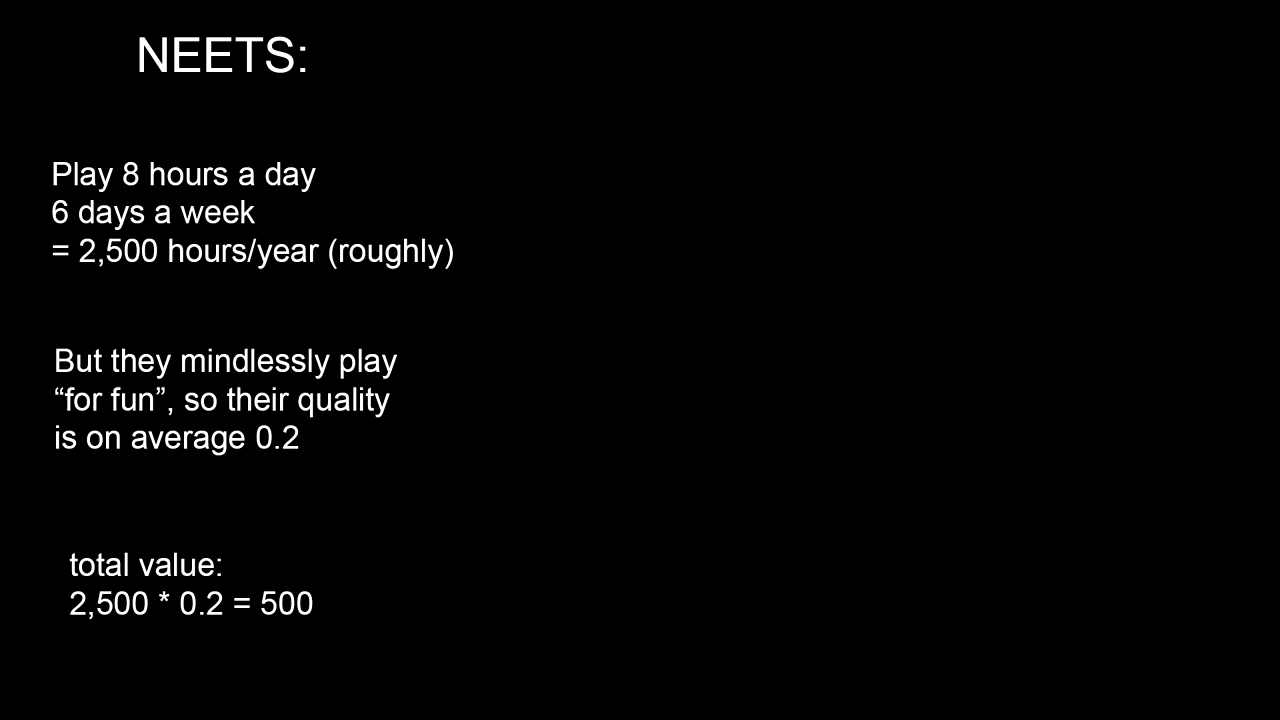 NEETS:
Play 8 hours a day
6 days a week
= 2,500 hours/year (roughly)
But they mindlessly play
“for fun”, so their quality
is on average 0.2
total value:
2,500 * 0.2 = 500